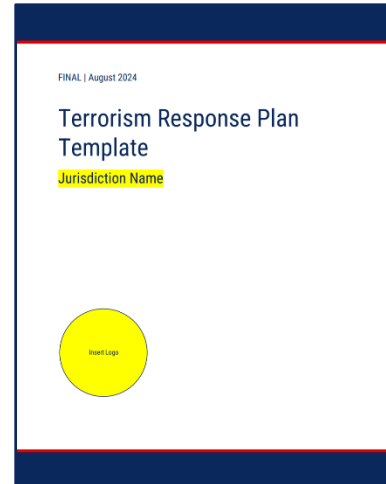 FINAL | August 2024
Terrorism Response Plan
Template
Jurisdiction Name
Insert Logo